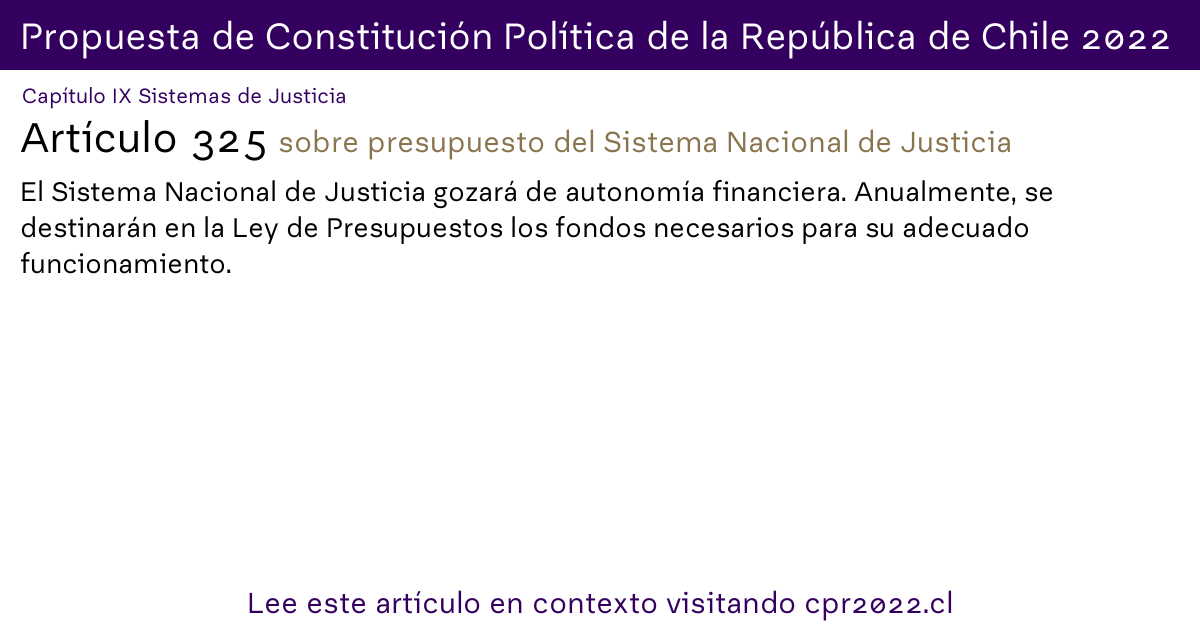 Propuesta de Constitución Política de la República de Chile 2022
Capítulo IX Sistemas de Justicia
Artículo 325 sobre presupuesto del Sistema Nacional de Justicia
El Sistema Nacional de Justicia gozará de autonomía financiera. Anualmente, se
destinarán en la Ley de Presupuestos los fondos necesarios para su adecuado
funcionamiento.
Lee este artículo en contexto visitando cpr2022.cl